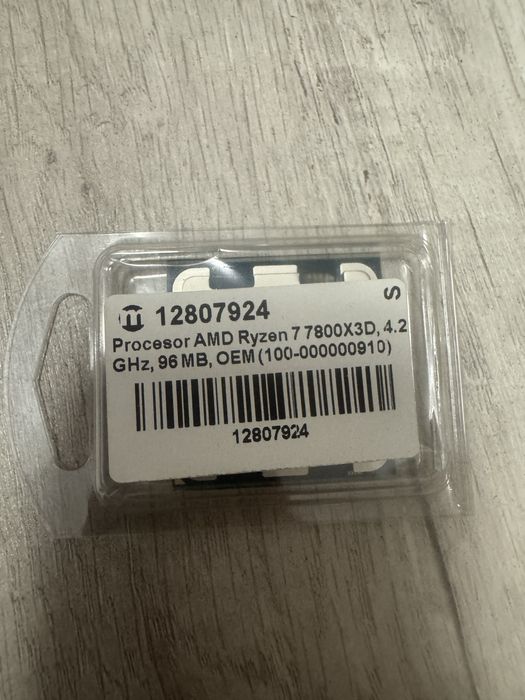 12807924
S
Procesor AMD Ryzen 7 7800X3D, 4.2
GHz, 96 MB, OEM (100-000000910)
12807924